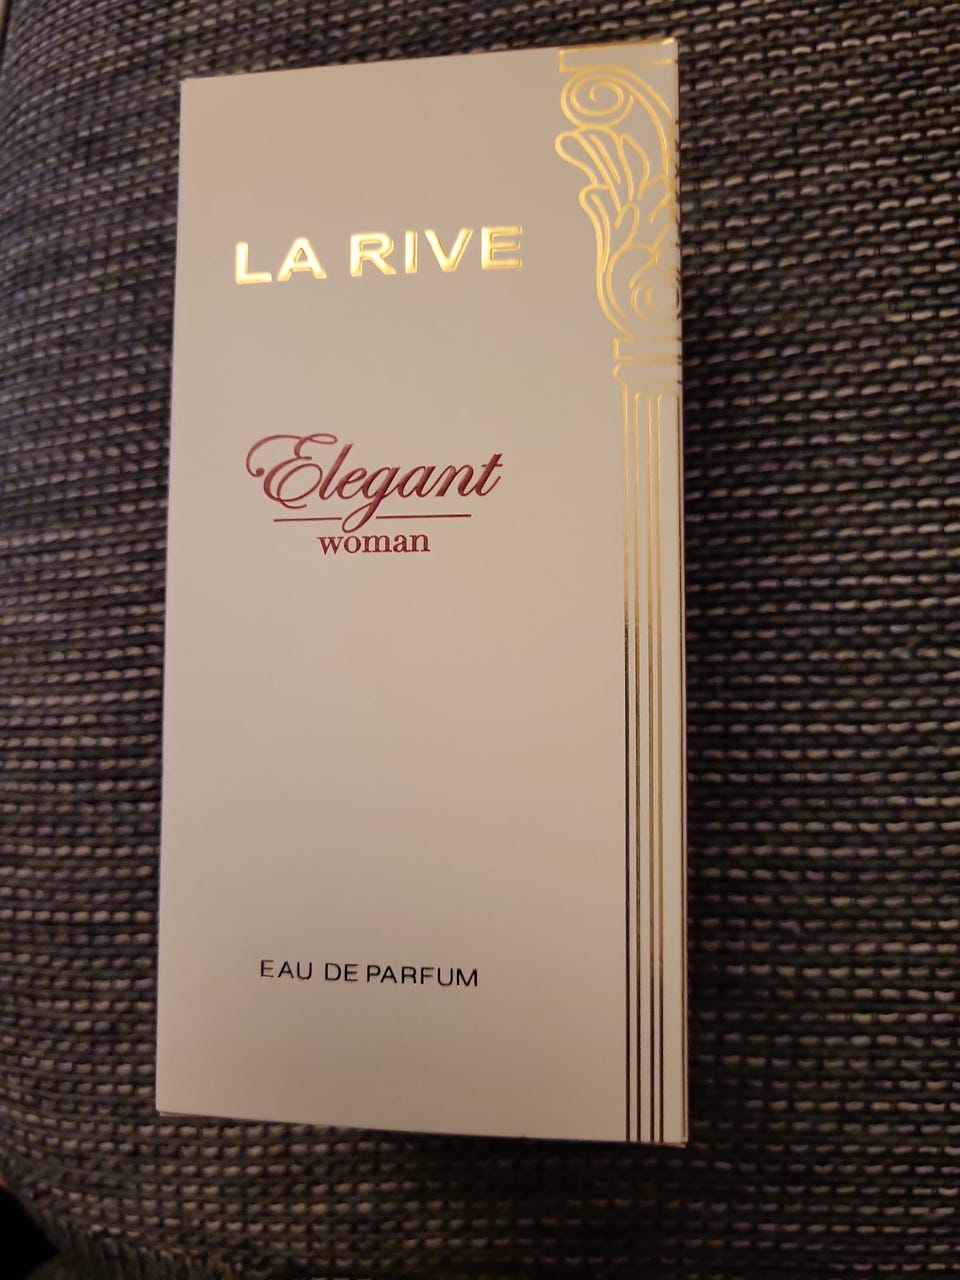 LA RIVE
Elegant
woman
EAU DE PARFUM